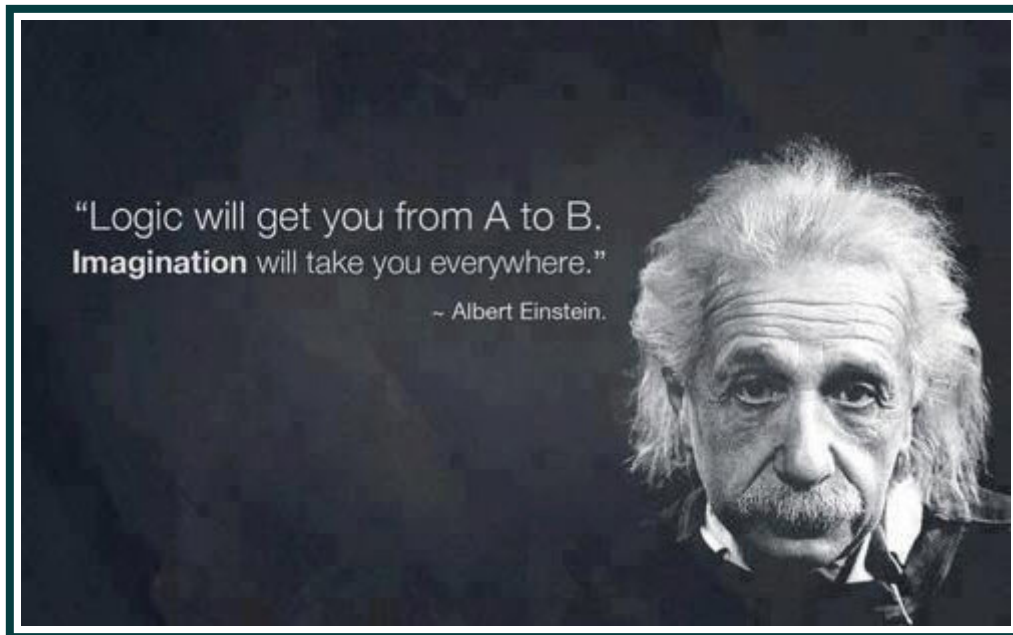 “Logic will get you from A to B.
Imagination will take you everywhere.”
~ Albert Einstein.